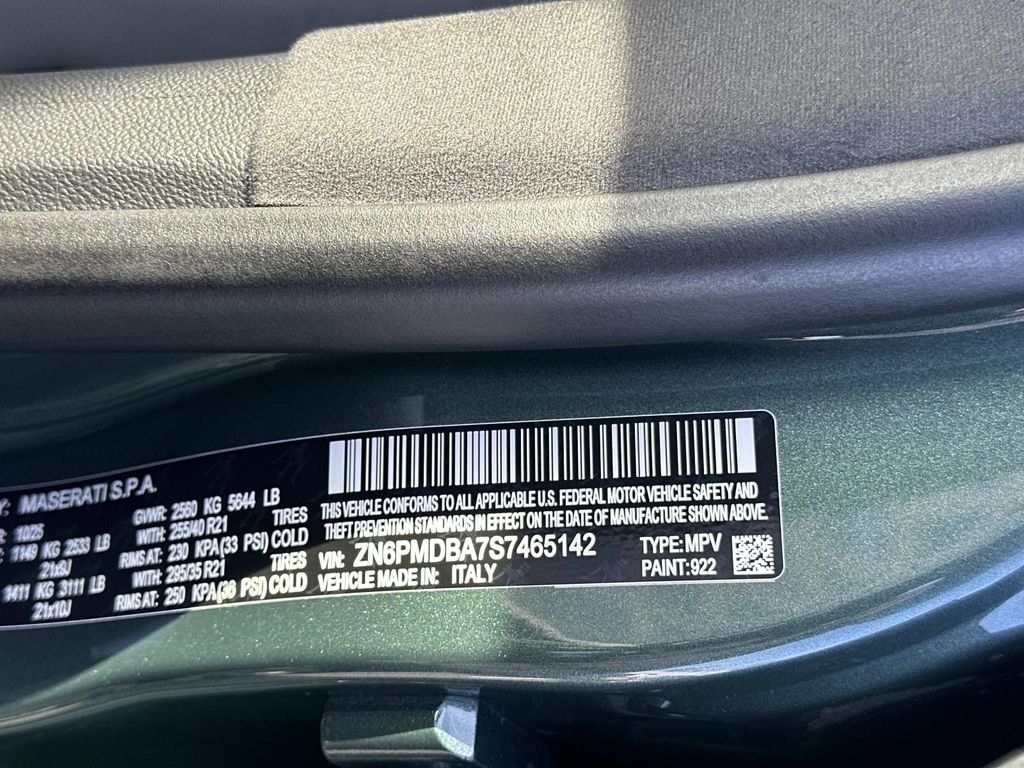 Y: MASERATI S.P.A.
10/25 GVWR: 2560 KG 5644 LB
1149 KG 2533 LB WITH: 255/40 R21 TIRES
21x9J RIMS AT: 230 KPA(33 PSI) COLD
1411 KG 3111 LB WITH: 295/35 R21 TIRES
21x10J RIMS AT: 250 KPA(36 PSI) COLD
THIS VEHICLE CONFORMS TO ALL APPLICABLE U.S. FEDERAL MOTOR VEHICLE SAFETY AND
THEFT PREVENTION STANDARDS IN EFFECT ON THE DATE OF MANUFACTURE SHOWN ABOVE.
VIN: ZN6PMDBA7S7465142 TYPE: MPV
VEHICLE MADE IN: ITALY PAINT: 922